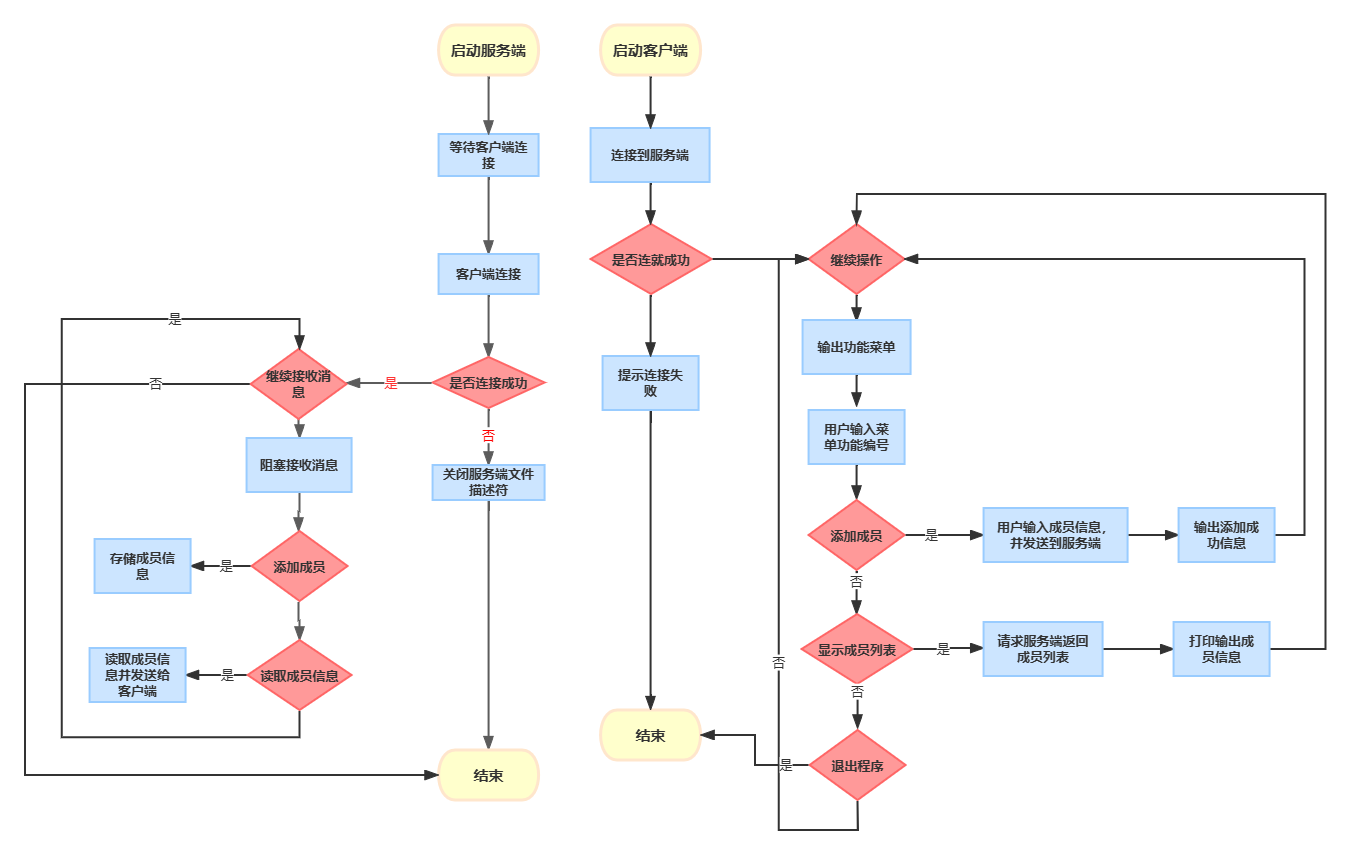 启动服务端
等待客户端连
接
客户端连接
是否连接成功
是
否
关闭服务端文件
描述符
是
继续接收消
息
否
阻塞接收消息
添加成员
是
存储成员信
息
读取成员信息
是
读取成员信
息并发送给
客户端
结束
启动客户端
连接到服务端
是否连就成功
提示连接失
败
结束
继续操作
输出功能菜单
用户输入菜
单功能编号
添加成员
是
用户输入成员信息，
并发送到服务端
输出添加成
功信息
否
显示成员列表
是
请求服务端返回
成员列表
打印输出成
员信息
否
退出程序
是
否